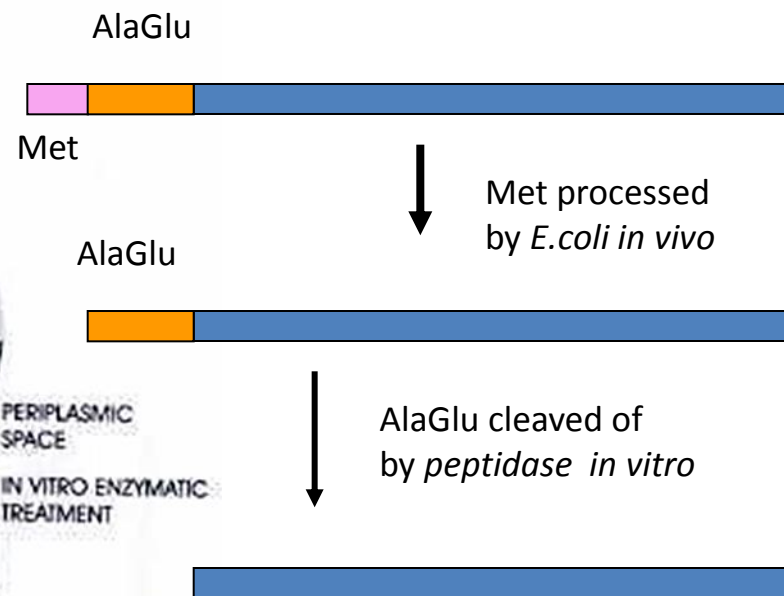 AlaGlu
Met
Met processed
by E.coli in vivo
AlaGlu
AlaGlu cleaved of
by peptidase in vitro
PERIPLASMIC
SPACE
IN VITRO ENZYMATIC
TREATMENT